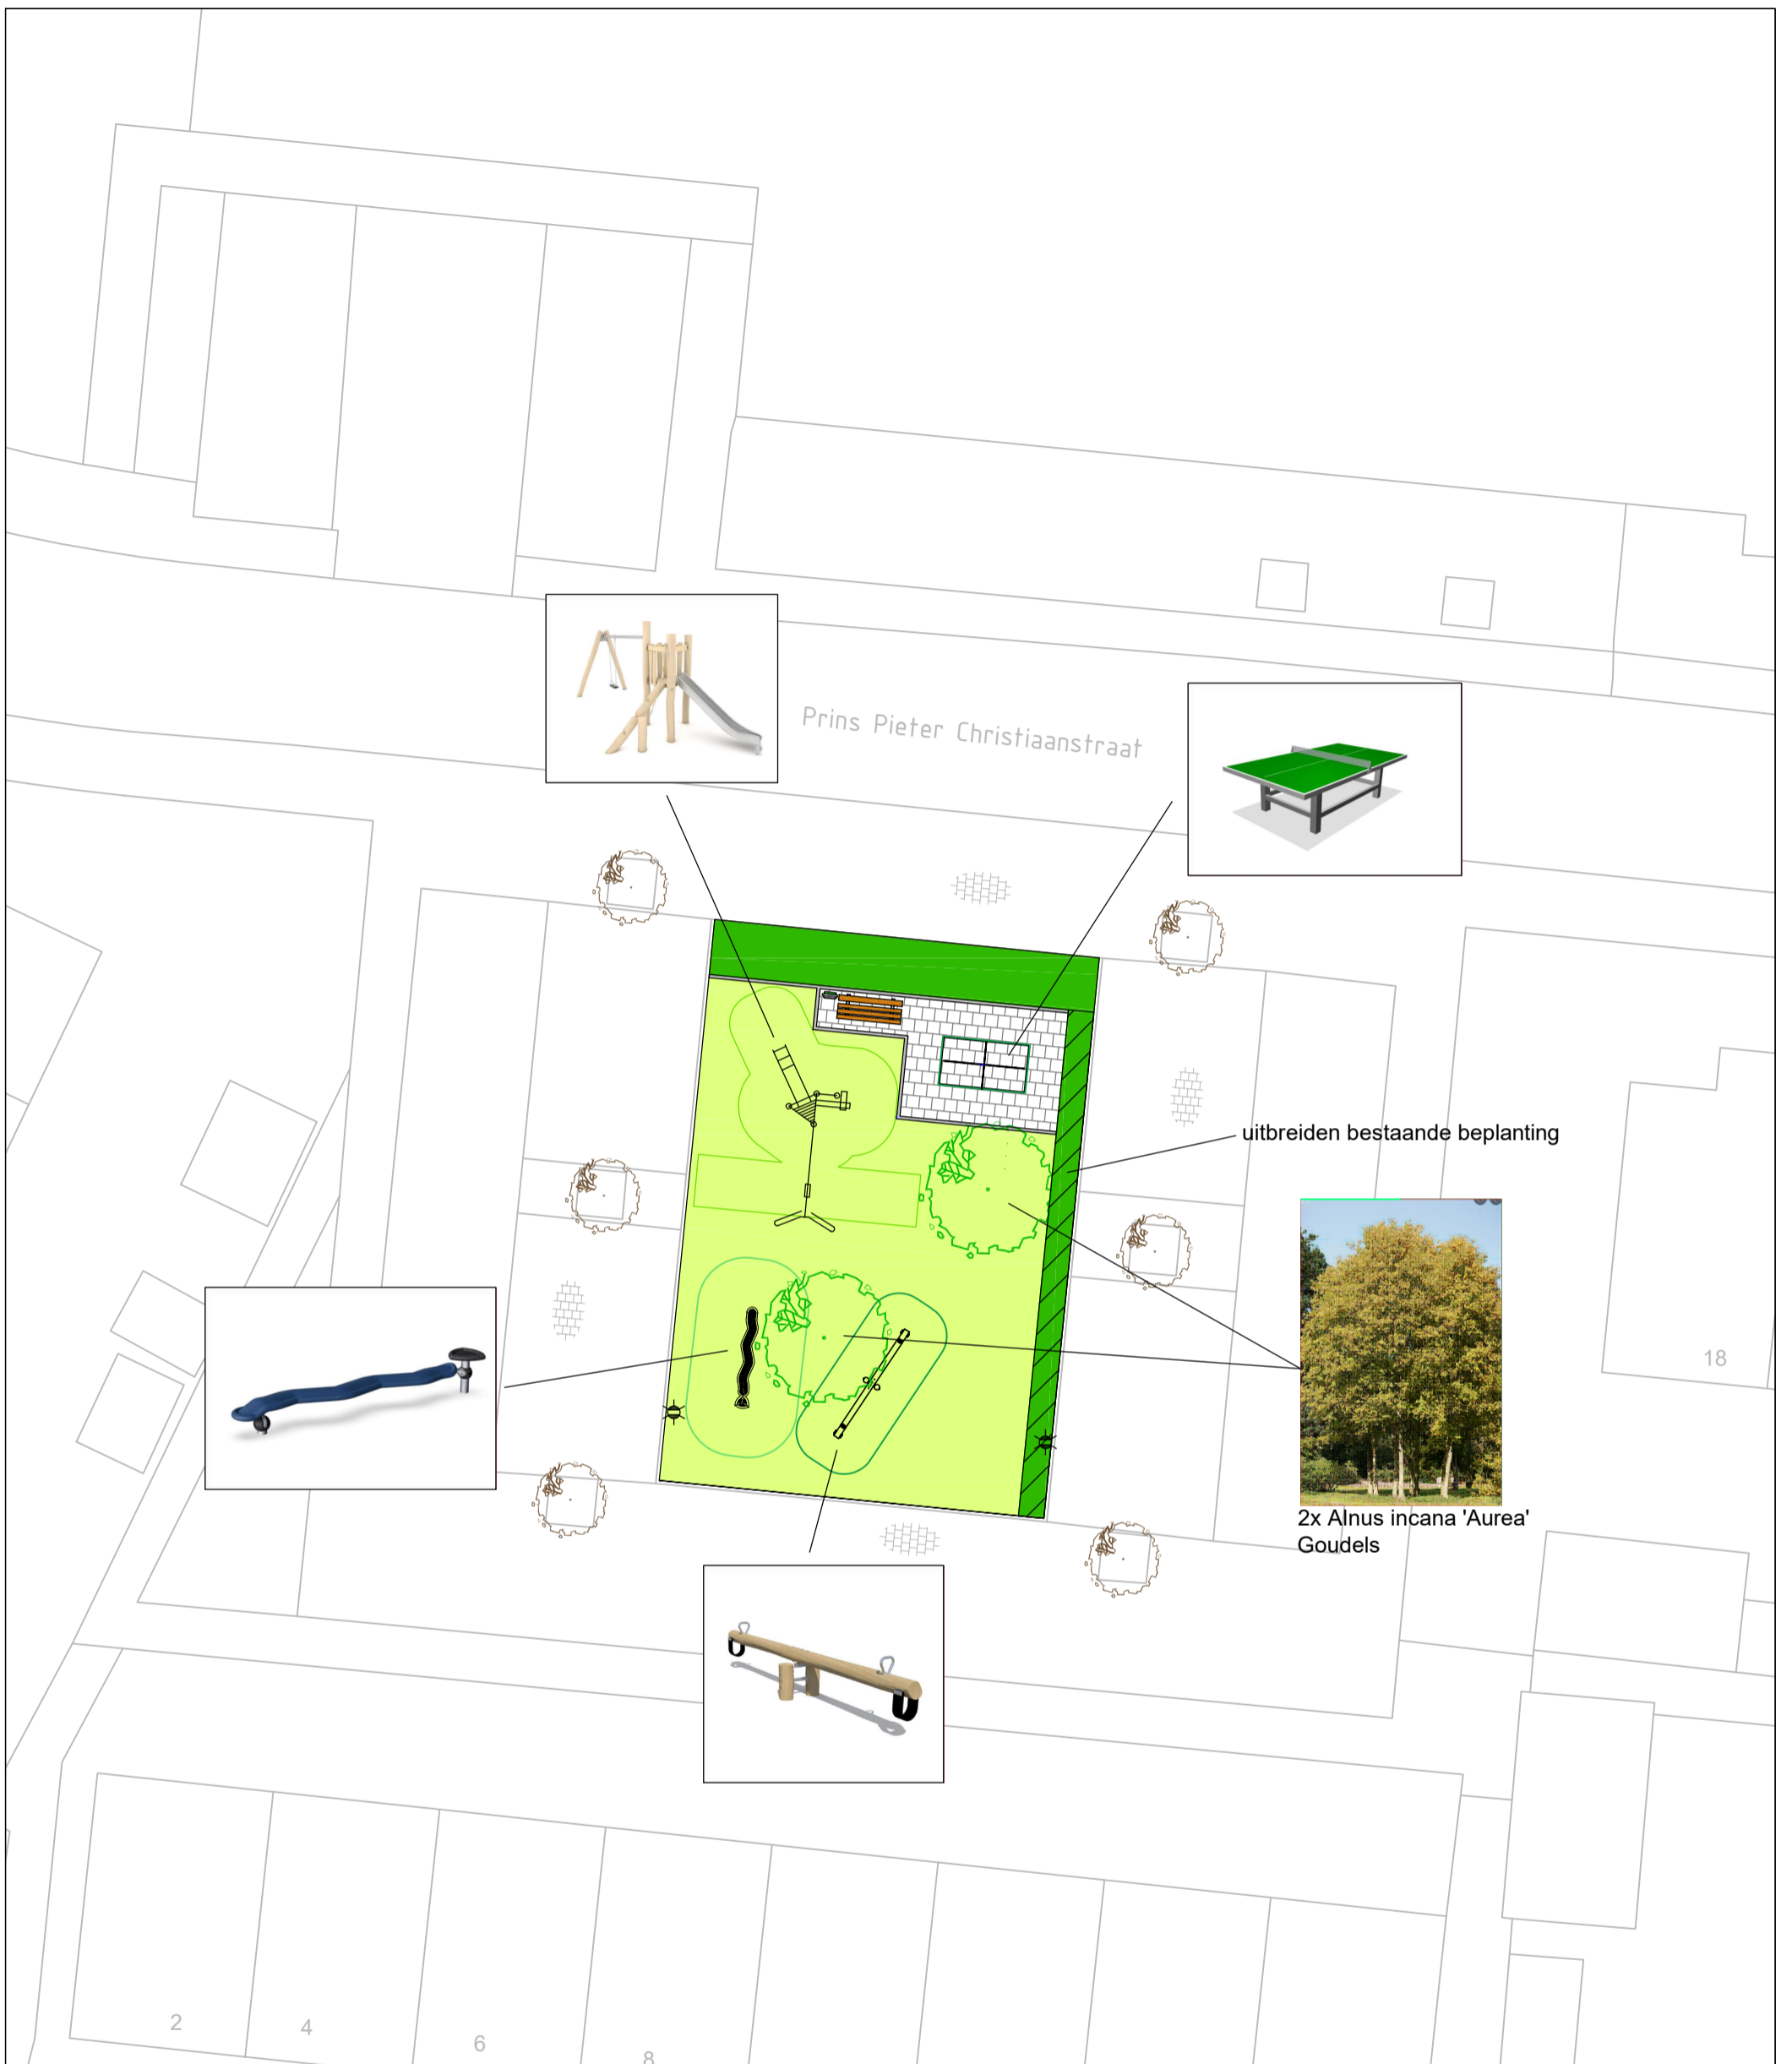 Prins Pieter Christiaanstraat
uitbreiden bestaande beplanting
18
2x Alnus incana 'Aurea'
Goudels
2
4
6
8